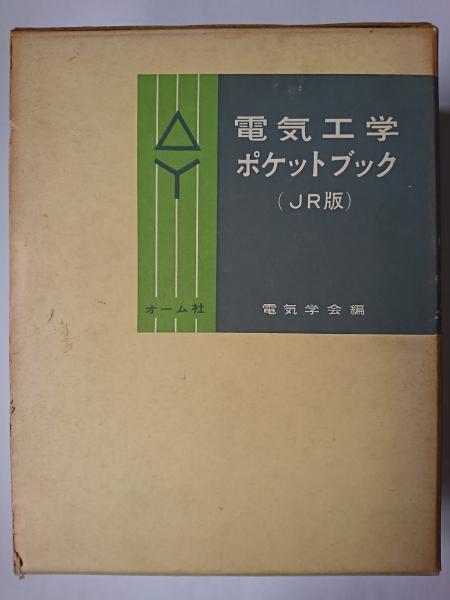 電気工学
ポケットブック
(JR版)
オーム社
電気学会編